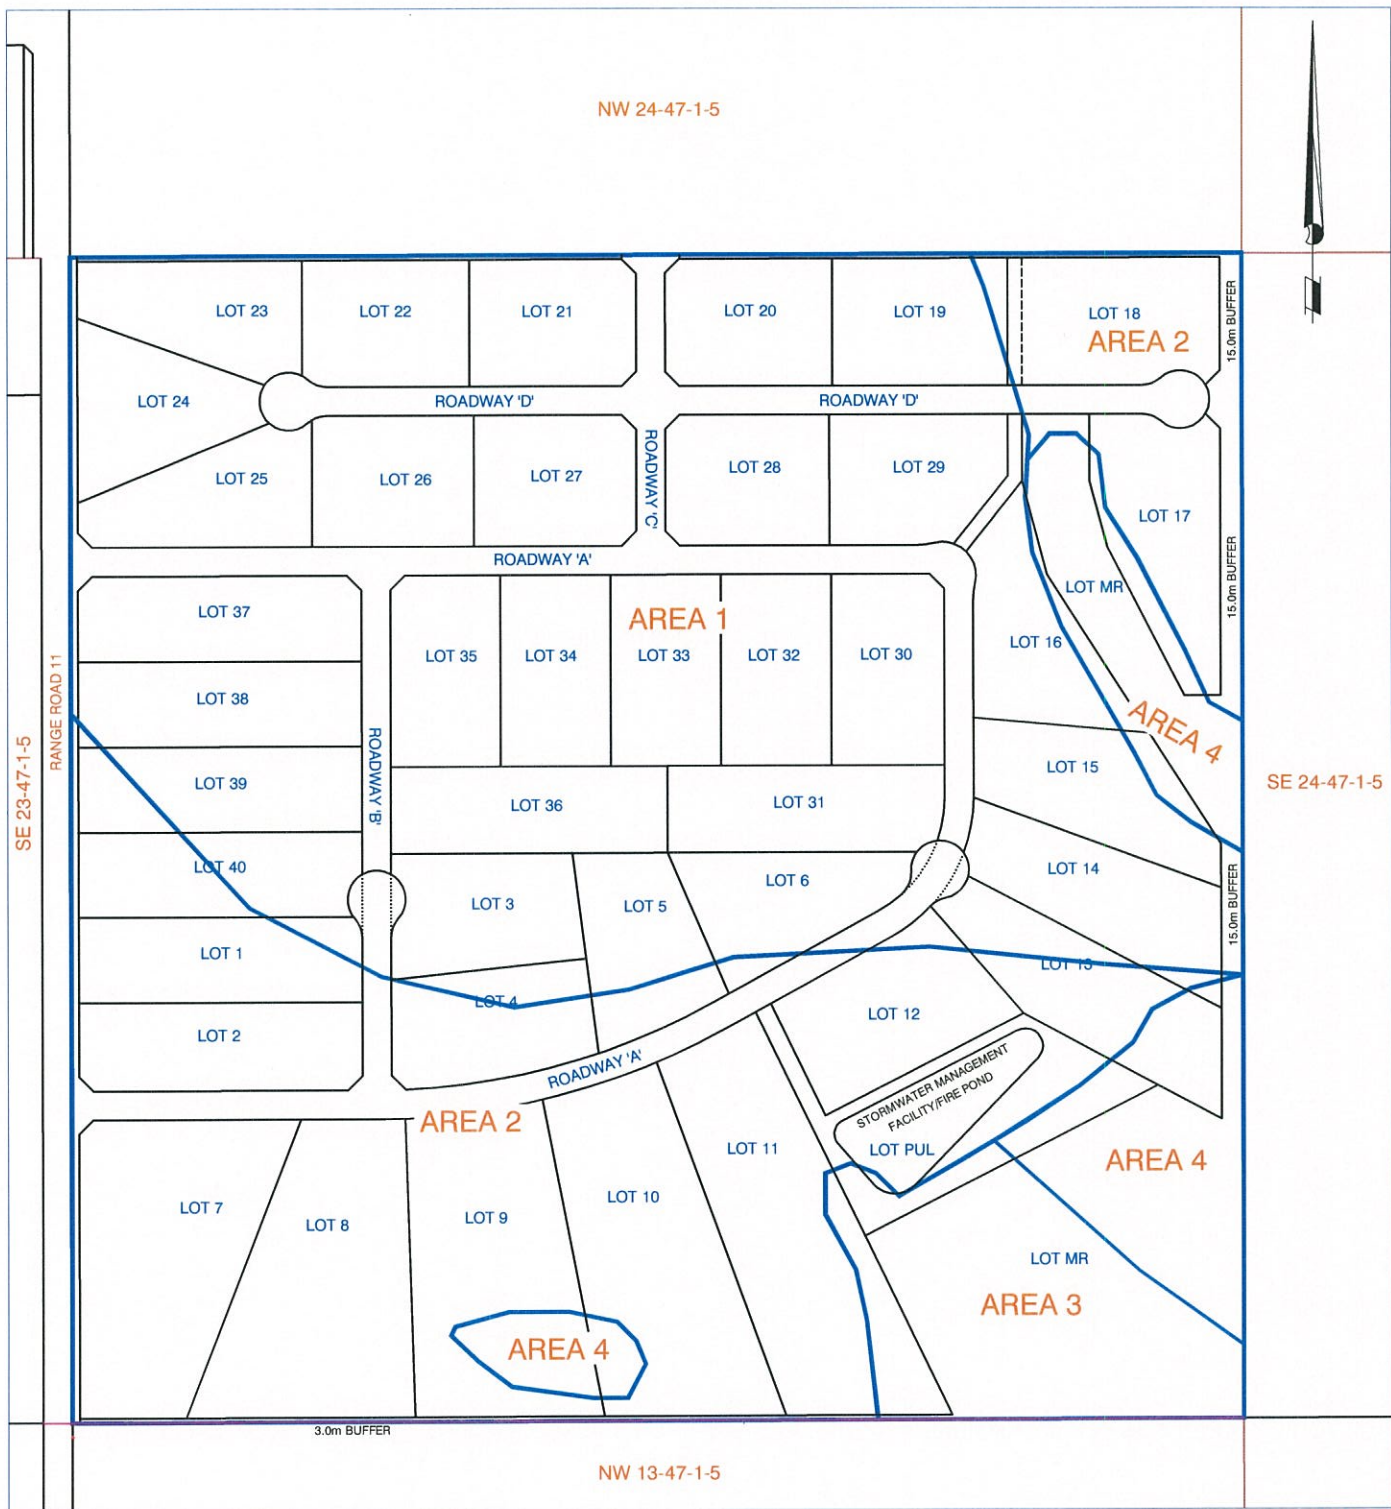 NW 24-47-1-5
LOT 23
LOT 22
LOT 21
LOT 20
LOT 19
LOT 18
AREA 2
15.0m BUFFER
LOT 24
ROADWAY 'D'
ROADWAY 'D'
LOT 25
LOT 26
LOT 27
ROADWAY 'C'
LOT 28
LOT 29
LOT 17
15.0m BUFFER
ROADWAY 'A'
LOT MR
LOT 37
AREA 1
LOT 35
LOT 34
LOT 33
LOT 32
LOT 30
LOT 16
LOT 38
RANGE ROAD 11
SE 23-47-1-5
ROADWAY 'B'
AREA 4
LOT 39
LOT 36
LOT 31
LOT 15
SE 24-47-1-5
LOT 40
LOT 3
LOT 5
LOT 6
LOT 14
15.0m BUFFER
LOT 1
LOT 4
LOT 13
LOT 2
LOT 12
ROADWAY 'A'
STORMWATER MANAGEMENT
FACILITY/FIRE POND
LOT PUL
AREA 2
LOT 11
AREA 4
LOT 7
LOT 8
LOT 9
LOT 10
LOT MR
AREA 3
AREA 4
3.0m BUFFER
NW 13-47-1-5